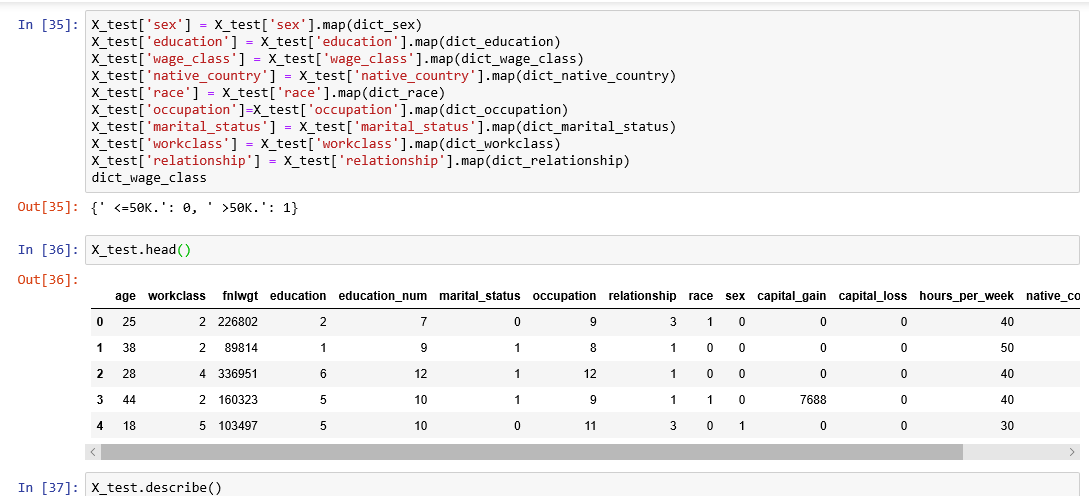 In [35]: X_test['sex'] = X_test['sex'].map(dict_sex)
X_test['education'] = X_test['education'].map(dict_education)
X_test['wage_class'] = X_test['wage_class'].map(dict_wage_class)
X_test['native_country'] = X_test['native_country'].map(dict_native_country)
X_test['race'] = X_test['race'].map(dict_race)
X_test['occupation']=X_test['occupation'].map(dict_occupation)
X_test['marital_status'] = X_test['marital_status'].map(dict_marital_status)
X_test['workclass'] = X_test['workclass'].map(dict_workclass)
X_test['relationship'] = X_test['relationship'].map(dict_relationship)
dict_wage_class
Out[35]: {' <=50K.': 0, ' >50K.': 1}
In [36]: X_test.head()
Out[36]:
age workclass fnlwgt education education_num marital_status occupation relationship race sex capital_gain capital_loss hours_per_week native_co
0 25 2 226802 2 7 0 9 3 1 0 0 0 40
1 38 2 89814 1 9 1 8 1 0 0 0 0 50
2 28 4 336951 6 12 1 12 1 0 0 0 0 40
3 44 2 160323 5 10 1 9 1 1 0 7688 0 40
4 18 5 103497 5 10 0 11 3 0 1 0 0 30
In [37]: X_test.describe()